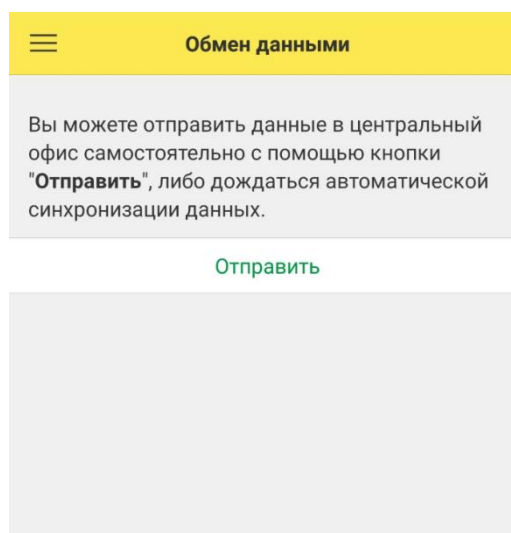 Обмен данными
Вы можете отправить данные в центральный
офис самостоятельно с помощью кнопки
"Отправить", либо дождаться автоматической
синхронизации данных.
Отправить